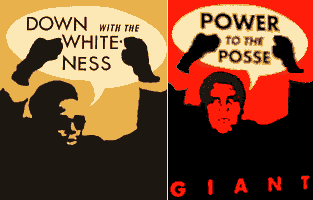 DOWN WITH THE
WHITE-
NESS
POWER
TO THE
POSSE
GIANT